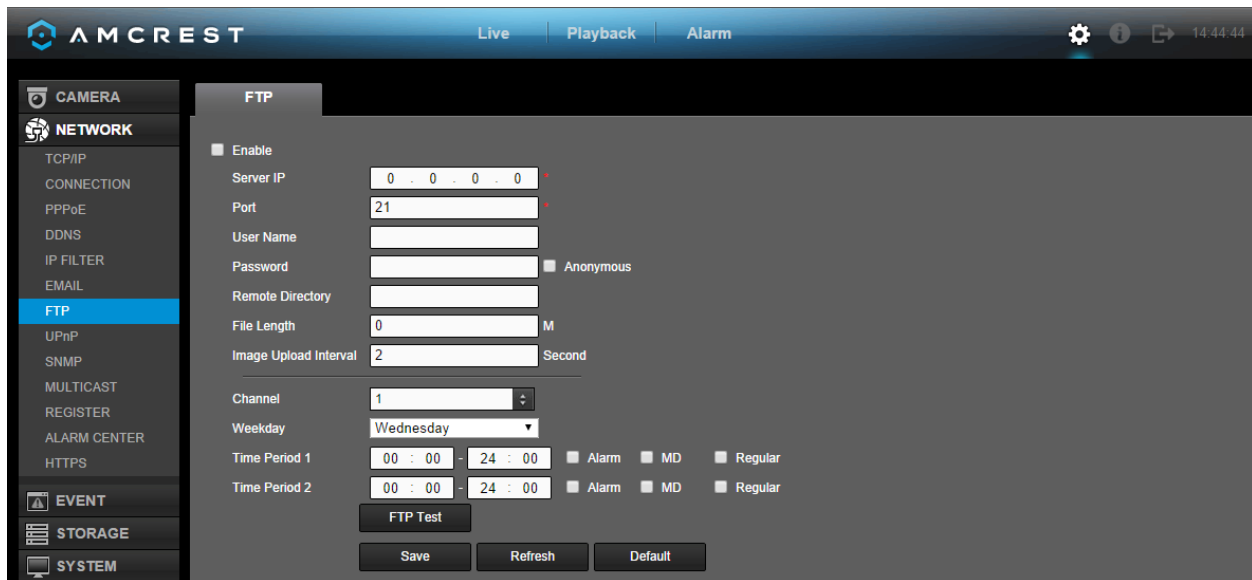 AMCREST Live Playback Alarm 14:44:44
CAMERA
NETWORK
TCP/IP
CONNECTION
PPPoE
DDNS
IP FILTER
EMAIL
FTP
UPnP
SNMP
MULTICAST
REGISTER
ALARM CENTER
HTTPS
EVENT
STORAGE
SYSTEM
FTP
Enable
Server IP 0 . 0 . 0 . 0 *
Port 21 *
User Name
Password Anonymous
Remote Directory
File Length 0 M
Image Upload Interval 2 Second
Channel 1
Weekday Wednesday
Time Period 1 00 : 00 - 24 : 00 Alarm MD Regular
Time Period 2 00 : 00 - 24 : 00 Alarm MD Regular
FTP Test
Save Refresh Default